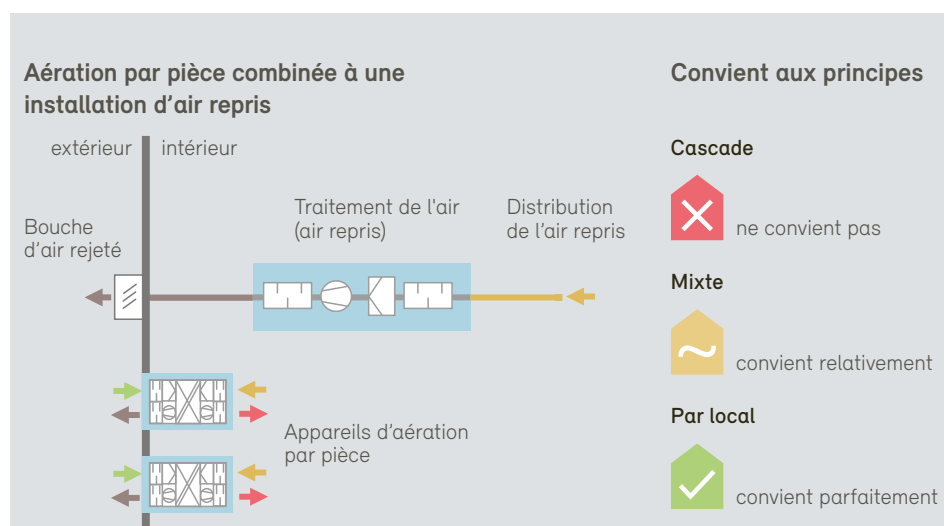 Aération par pièce combinée à une
installation d'air repris
extérieur
intérieur
Bouche
d'air rejeté
Traitement de l'air
(air repris)
Distribution
de l'air repris
Appareils d'aération
par pièce
Convient aux principes
Cascade
ne convient pas
Mixte
convient relativement
Par local
convient parfaitement